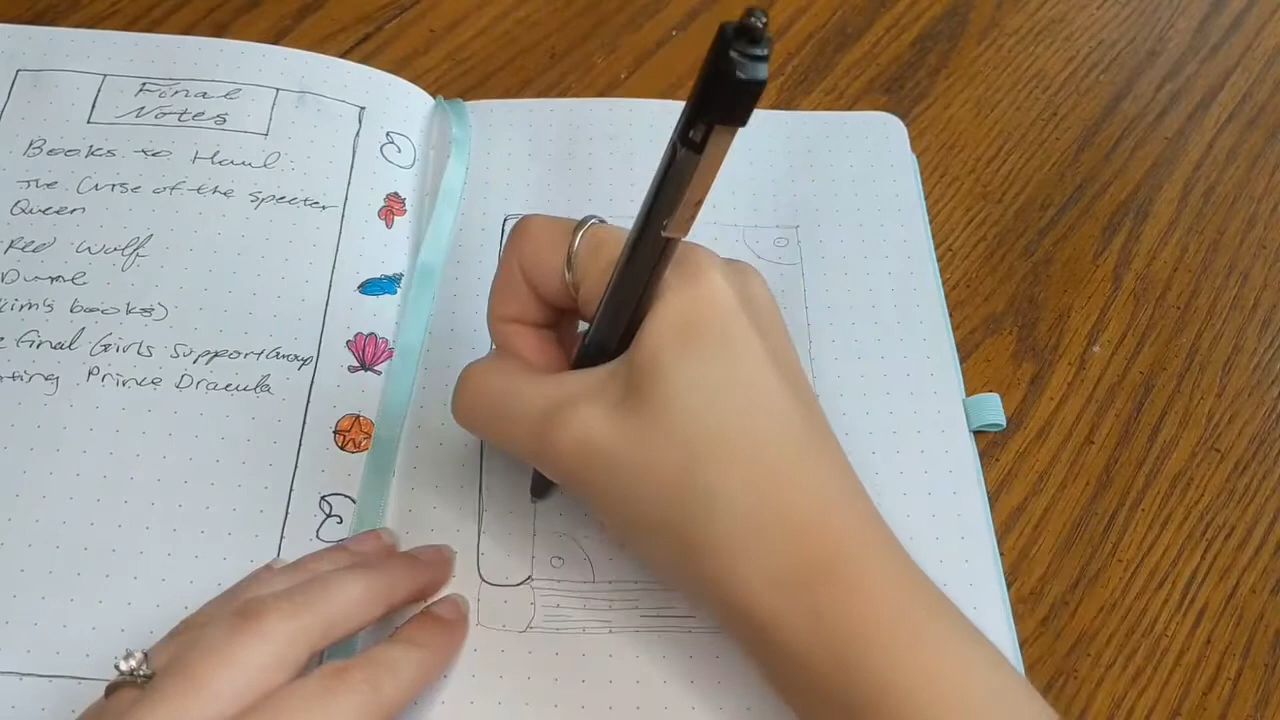 Final
Notes
Books to Haul:
The Curse of the Specter
Queen
Red Wolf
Dune
Kim's books)
Final Girls Support Group
Prince Dracula